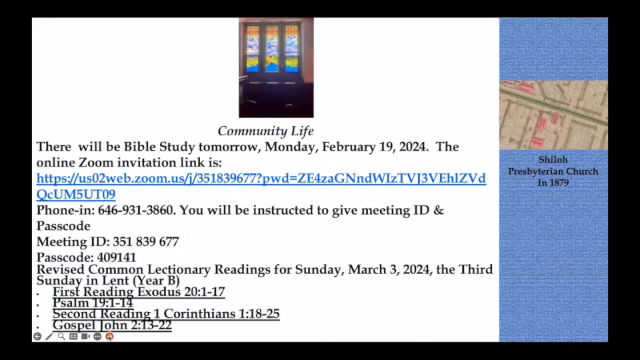 Community Life
There will be Bible Study tomorrow, Monday, February 19, 2024. The
online Zoom invitation link is:
https://us02web.zoom.us/j/351839677?pwd=ZE4zaGNndWIzTVJ3VEhlZVd
QcUM5UT09
Phone-in: 646-931-3860. You will be instructed to give meeting ID &
Passcode
Meeting ID: 351 839 677
Passcode: 409141
Revised Common Lectionary Readings for Sunday, March 3, 2024, the Third
Sunday in Lent (Year B)
• First Reading Exodus 20:1-17
• Psalm 19:1-14
• Second Reading 1 Corinthians 1:18-25
• Gospel John 2:13-22
Shiloh
Presbyterian Church
In 1879